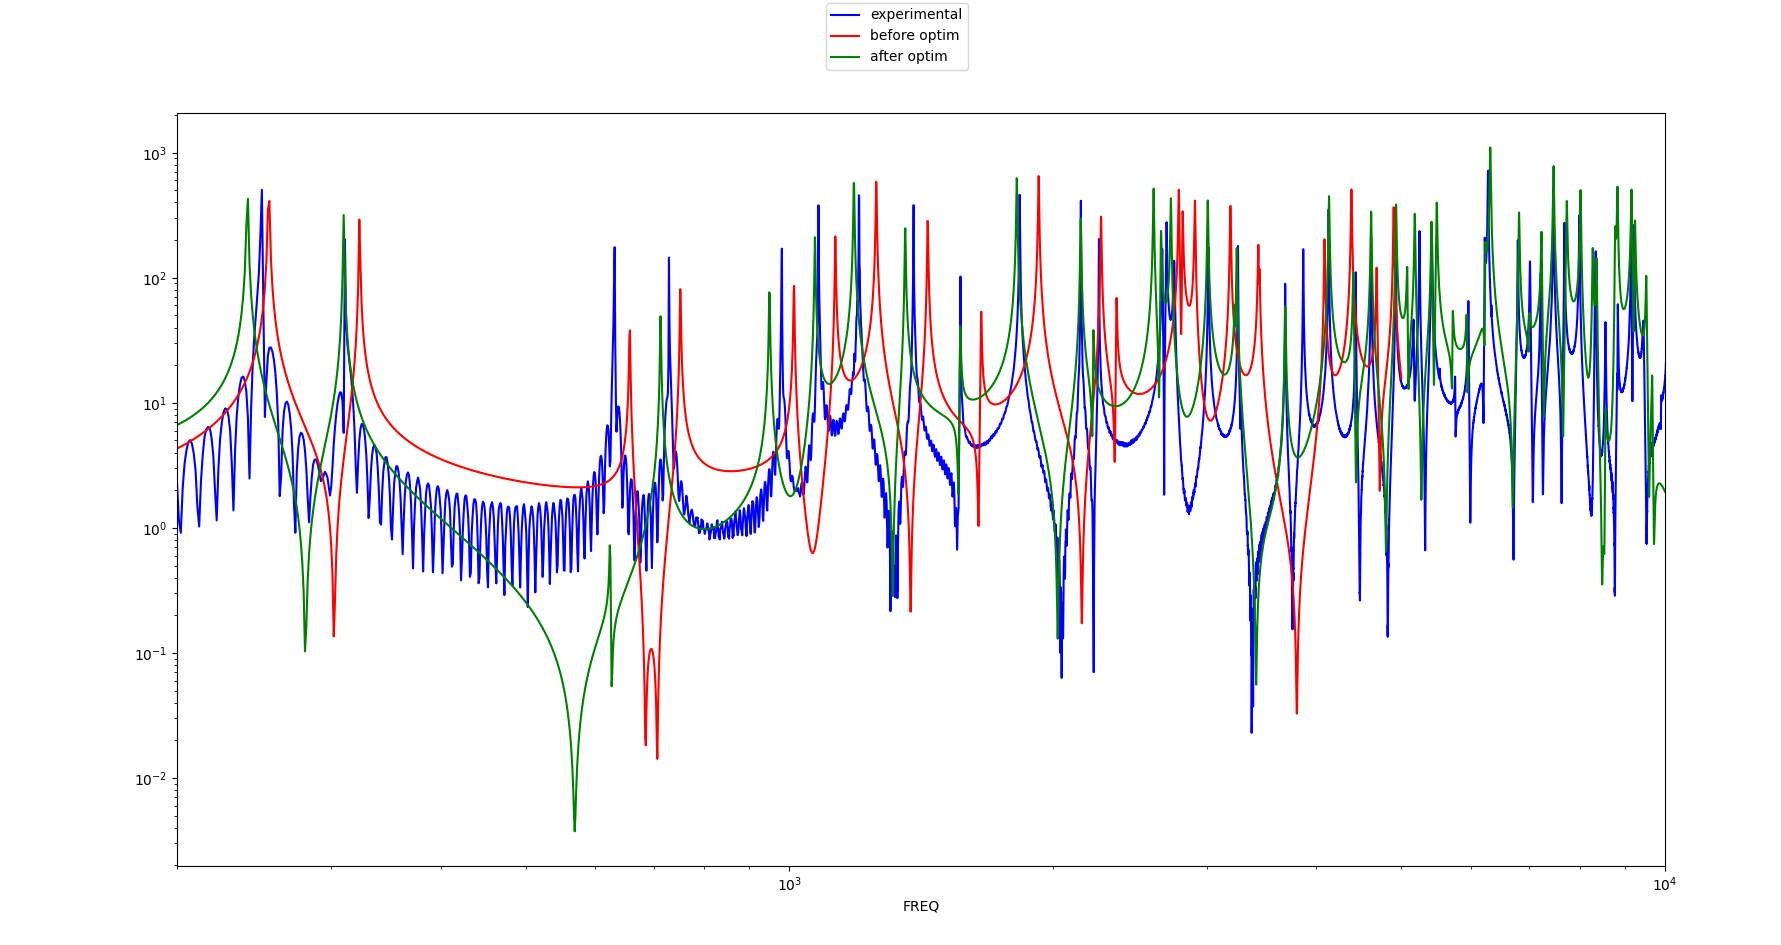 experimental
before optim
after optim
10³
10²
10¹
10⁰
10⁻¹
10⁻²
10³
10⁴
FREQ